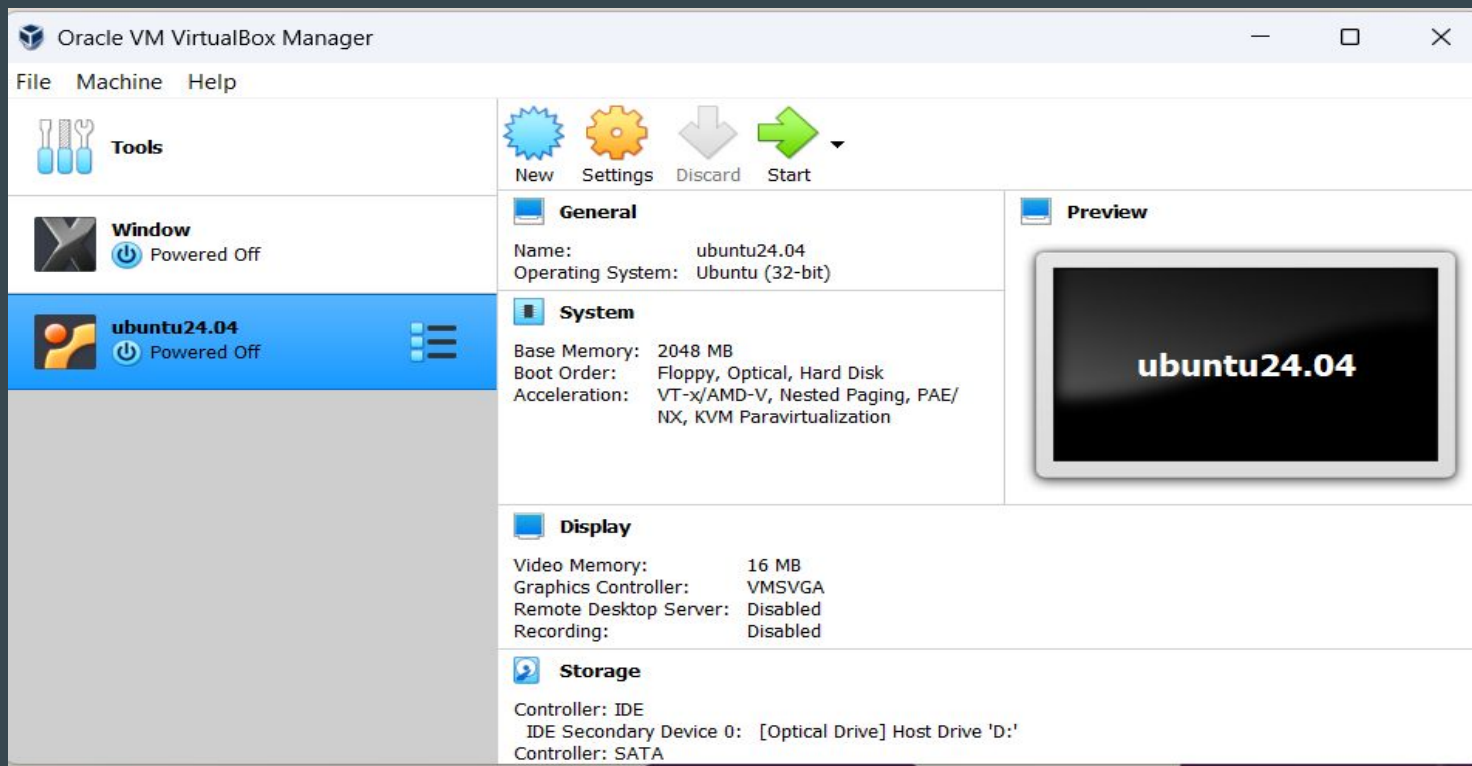 Oracle VM VirtualBox Manager
File Machine Help
Tools
Window
Powered Off
ubuntu24.04
Powered Off
New Settings Discard Start
General
Name: ubuntu24.04
Operating System: Ubuntu (32-bit)
System
Base Memory: 2048 MB
Boot Order: Floppy, Optical, Hard Disk
Acceleration: VT-x/AMD-V, Nested Paging, PAE/
NX, KVM Paravirtualization
Preview
ubuntu24.04
Display
Video Memory: 16 MB
Graphics Controller: VMSVGA
Remote Desktop Server: Disabled
Recording: Disabled
Storage
Controller: IDE
IDE Secondary Device 0: [Optical Drive] Host Drive 'D:'
Controller: SATA